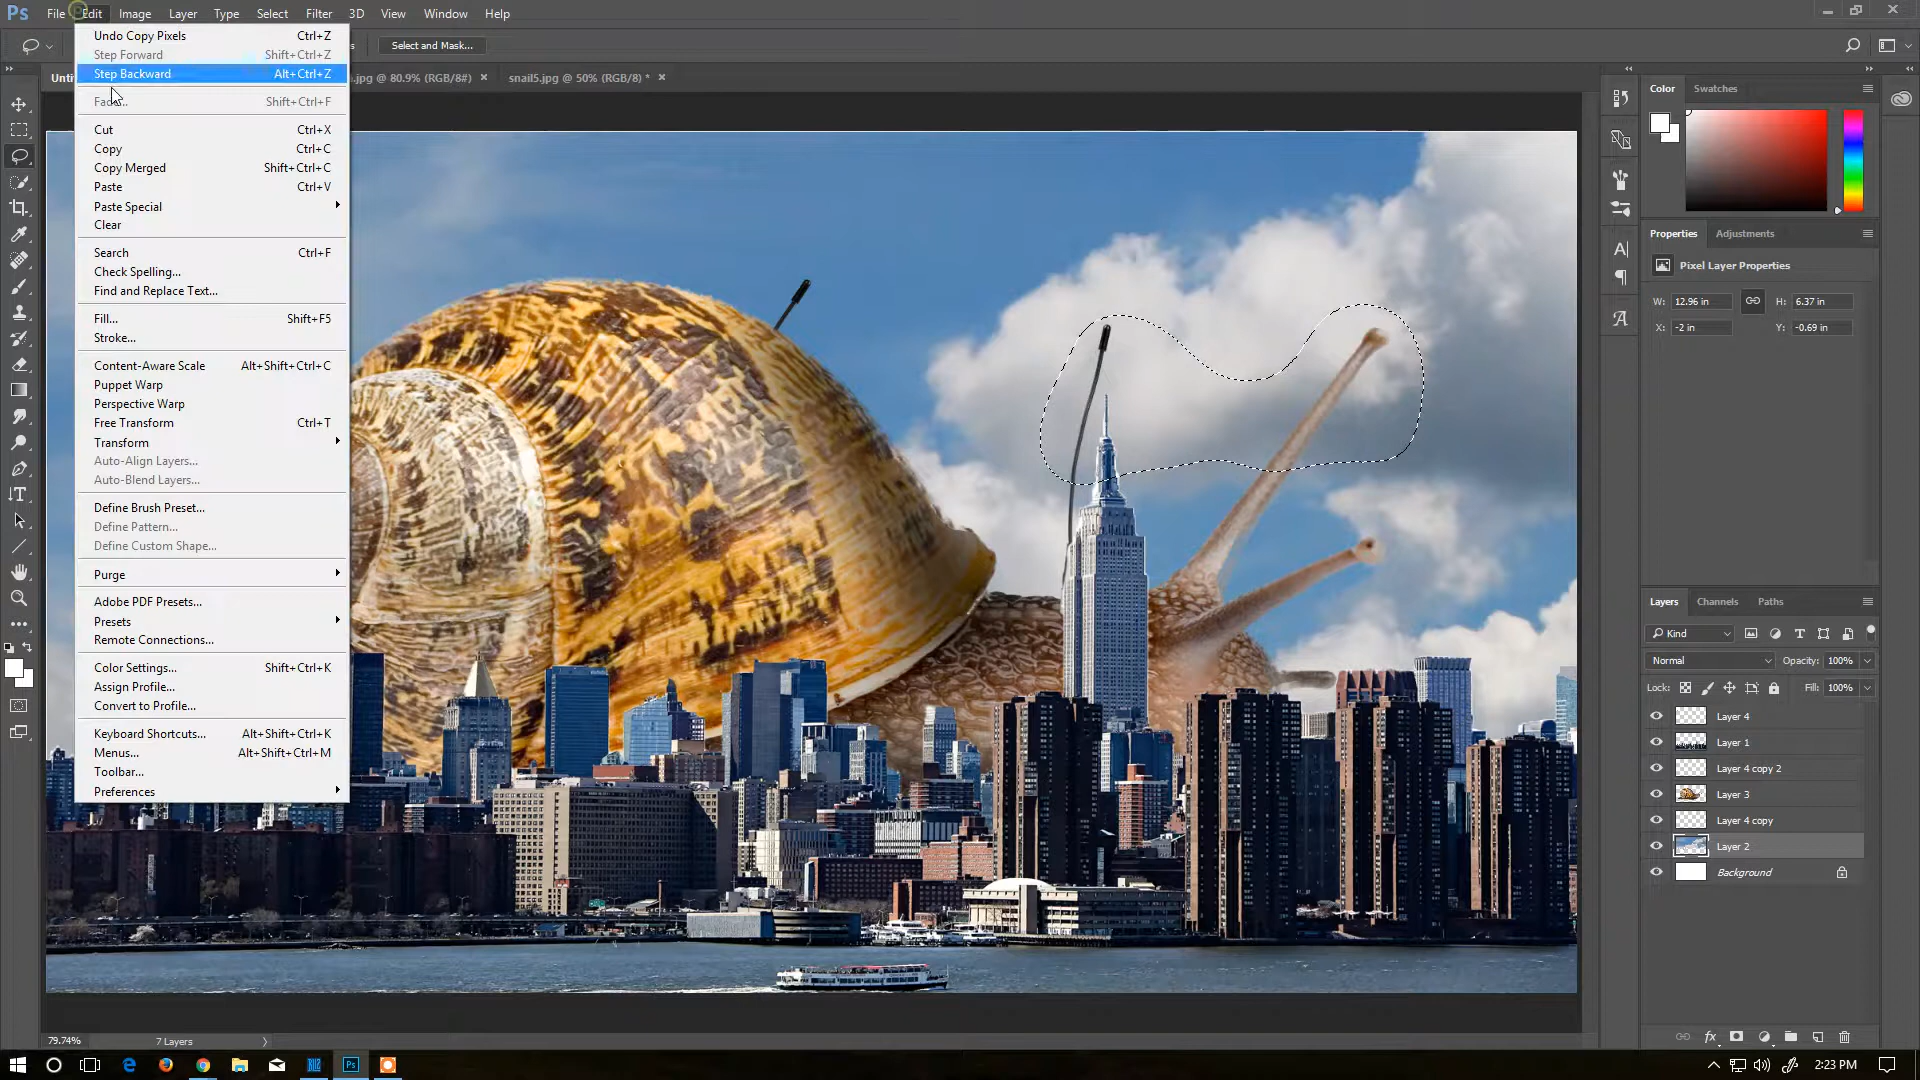 Ps File Edit Image Layer Type Select Filter 3D View Window Help
Select and Mask...
.jpg @ 80.9% (RGB/8#) × snail5.jpg @ 50% (RGB/8) * ×
Undo Copy Pixels Ctrl+Z
Step Forward Shift+Ctrl+Z
Step Backward Alt+Ctrl+Z
Shift+Ctrl+F
Cut Ctrl+X
Copy Ctrl+C
Copy Merged Shift+Ctrl+C
Paste Ctrl+V
Paste Special
Clear
Search Ctrl+F
Check Spelling...
Find and Replace Text...
Fill... Shift+F5
Stroke...
Content-Aware Scale Alt+Shift+Ctrl+C
Puppet Warp
Perspective Warp
Free Transform Ctrl+T
Transform
Auto-Align Layers...
Auto-Blend Layers...
Define Brush Preset...
Define Pattern...
Define Custom Shape...
Purge
Adobe PDF Presets...
Presets
Remote Connections...
Color Settings... Shift+Ctrl+K
Assign Profile...
Convert to Profile...
Keyboard Shortcuts... Alt+Shift+Ctrl+K
Menus... Alt+Shift+Ctrl+M
Toolbar...
Preferences
Color Swatches
Properties Adjustments
Pixel Layer Properties
W: 12.96 in H: 6.37 in
X: -2 in Y: -0.69 in
Layers Channels Paths
Kind
Normal Opacity: 100%
Lock: Fill: 100%
Layer 4
Layer 1
Layer 4 copy 2
Layer 3
Layer 4 copy
Layer 2
Background
79.74% 7 Layers
2:23 PM